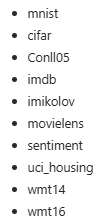 • mnist
• cifar
• Conll05
• imdb
• imikolov
• movielens
• sentiment
• uci_housing
• wmt14
• wmt16